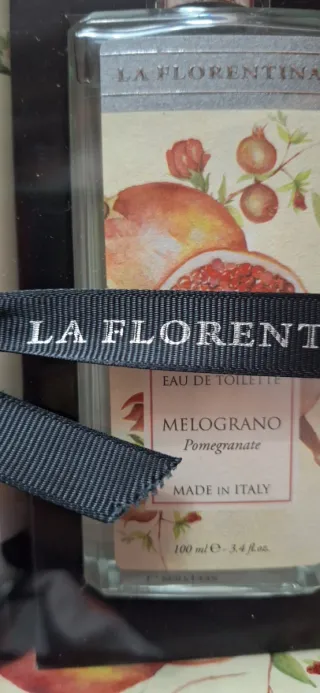 LA FLORENTINA
LA FLORENT
EAU DE TOILETTE
MELOGRANO
Pomegranate
MADE IN ITALY
100 ml ℮ - 3.4 fl.oz.